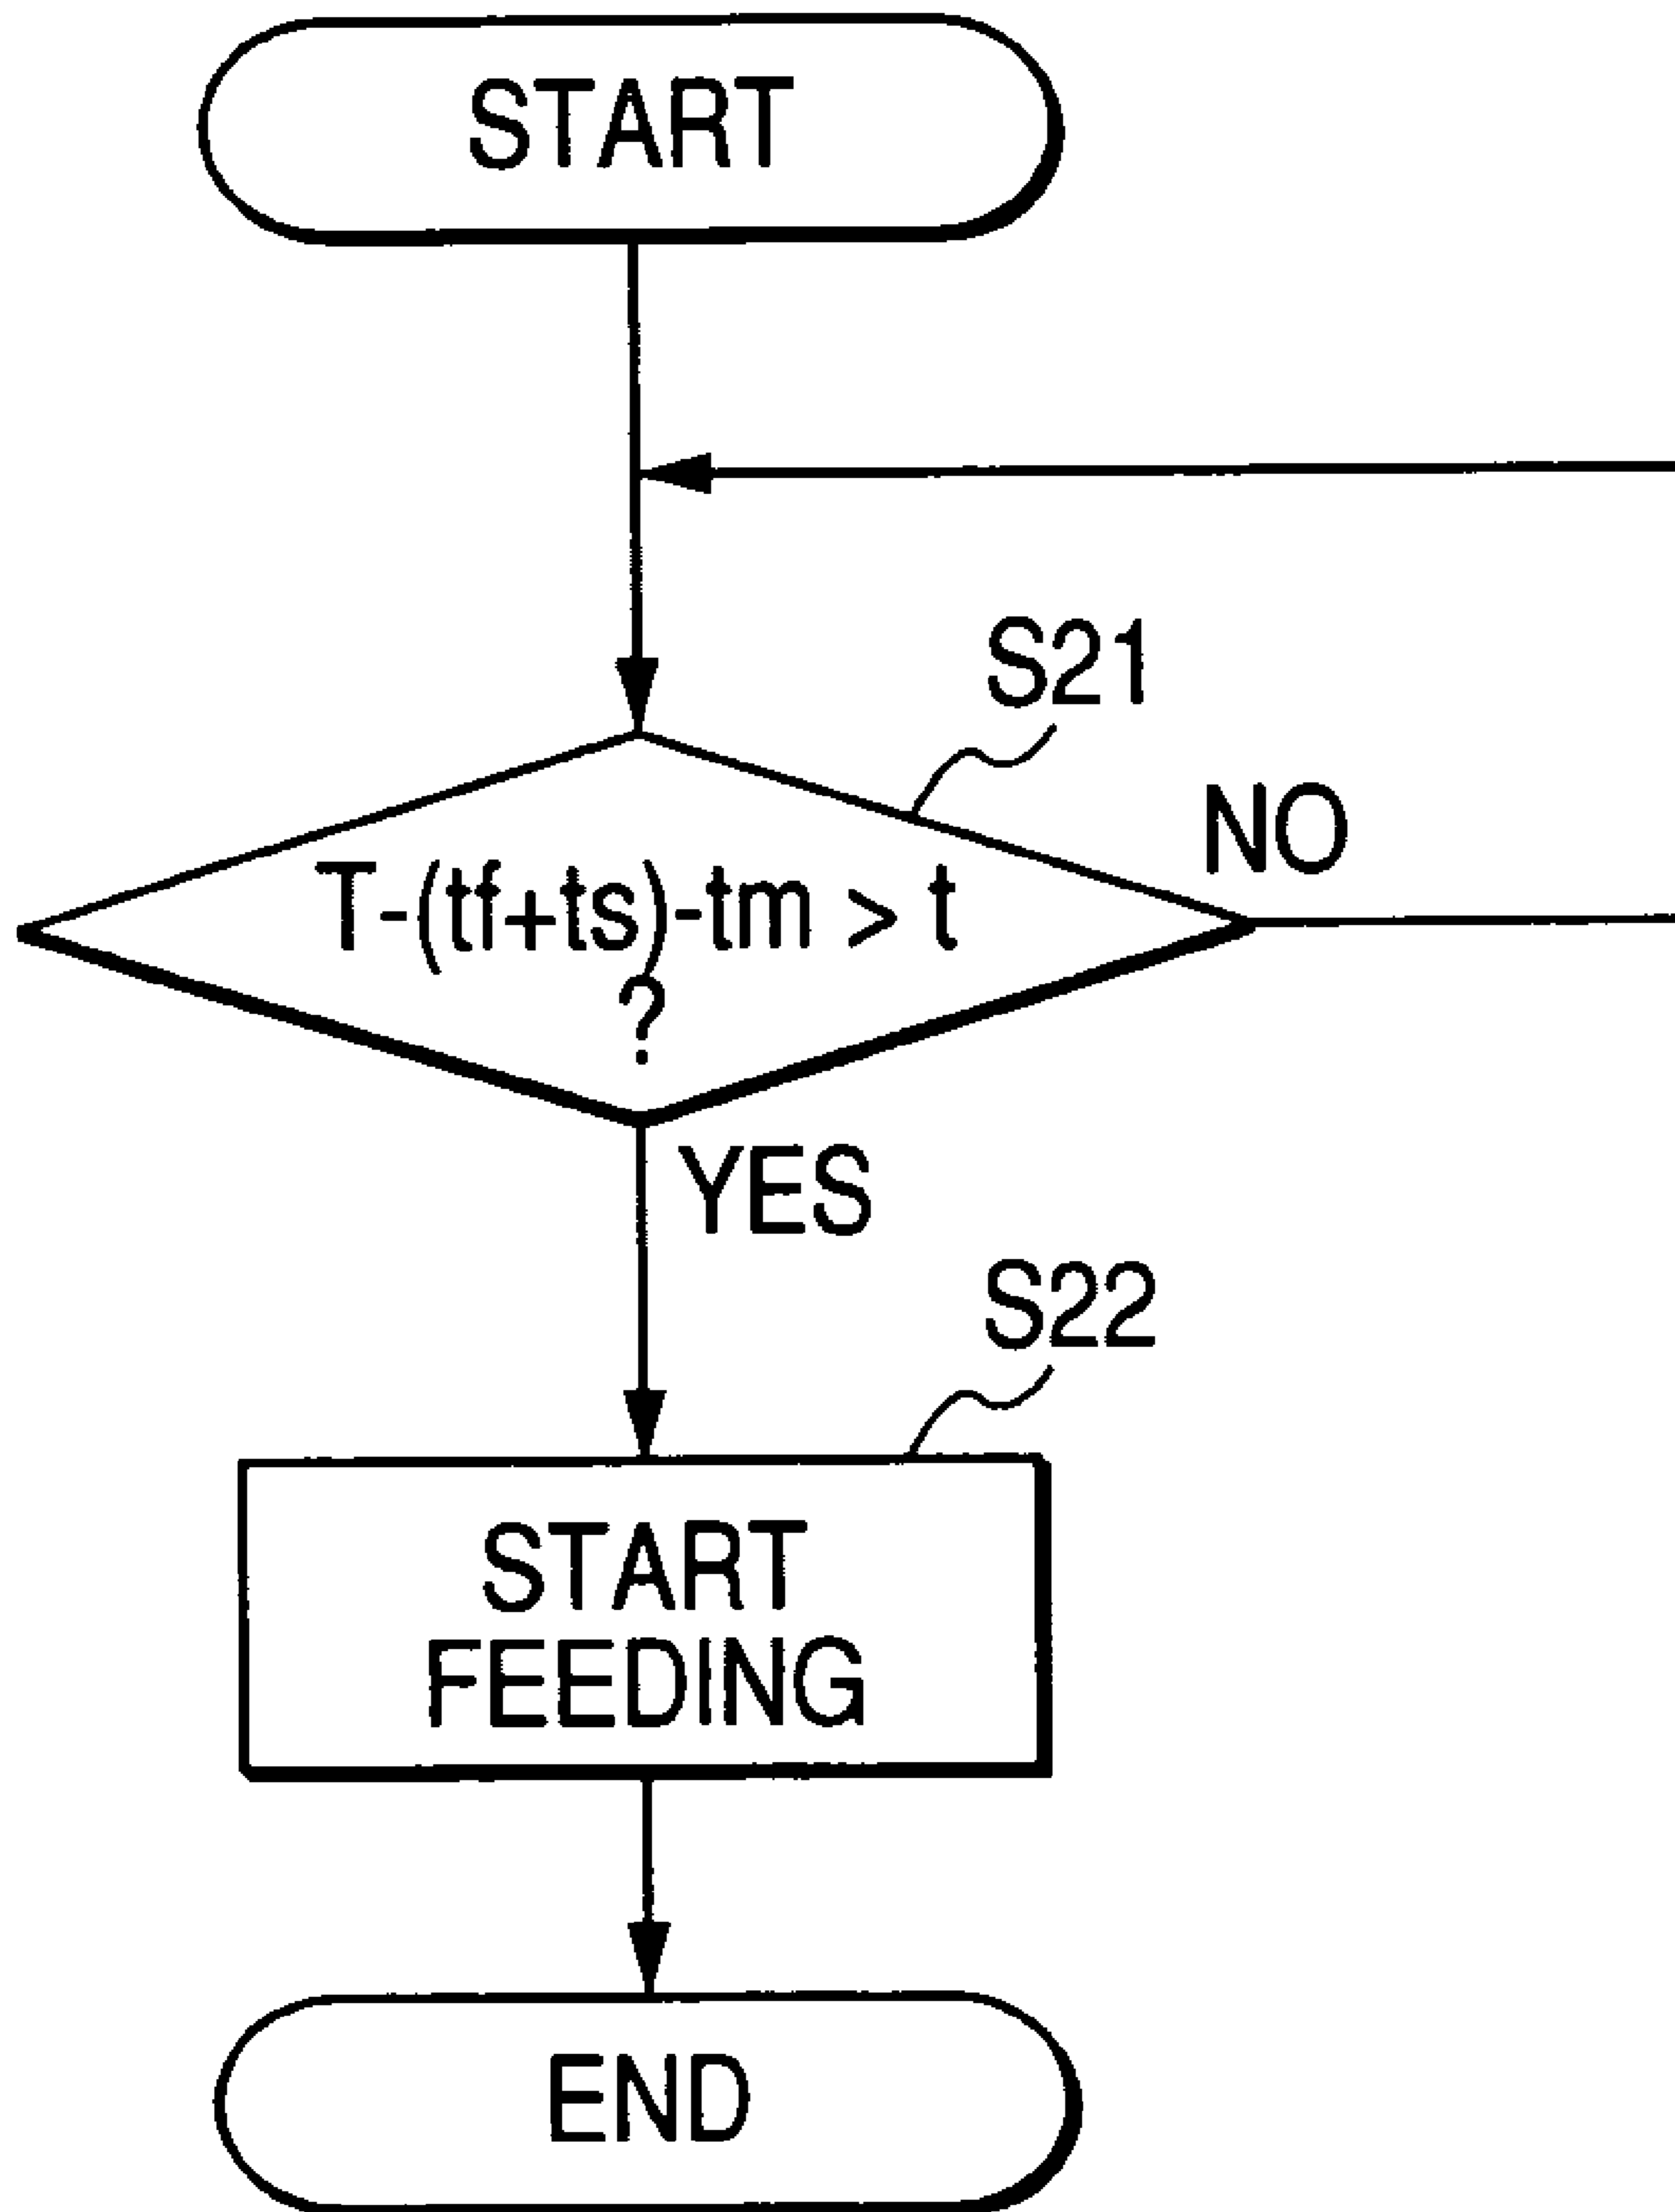 START
S21
NO
T-(tf+ts)-tm > t
?
YES
S22
START
FEEDING
END